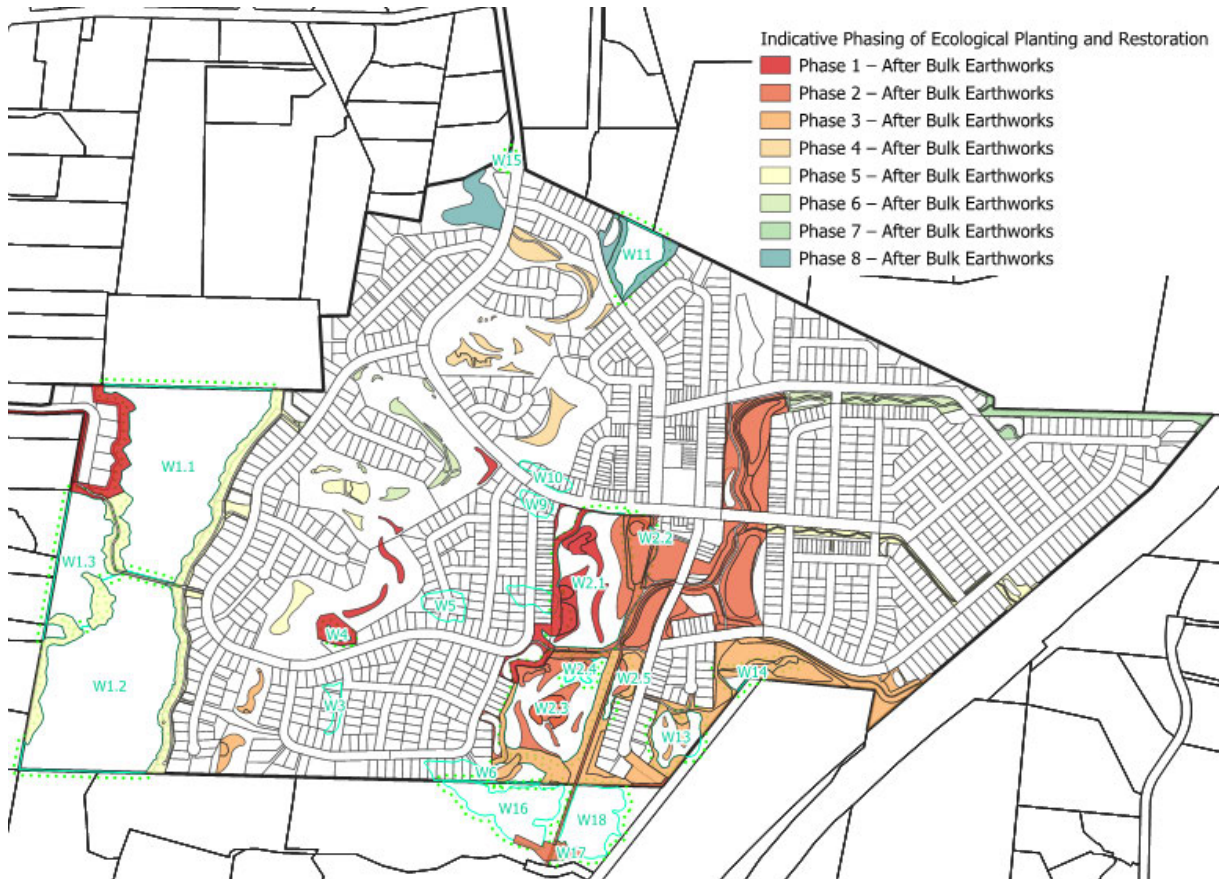 Indicative Phasing of Ecological Planting and Restoration
Phase 1 – After Bulk Earthworks
Phase 2 – After Bulk Earthworks
Phase 3 – After Bulk Earthworks
Phase 4 – After Bulk Earthworks
Phase 5 – After Bulk Earthworks
Phase 6 – After Bulk Earthworks
Phase 7 – After Bulk Earthworks
Phase 8 – After Bulk Earthworks
W15
W11
W1.1
W10
W9
W2.2
W1.3
W2.1
W5
W4
W2.4
W14
W2.5
W1.2
W3
W2.3
W13
W6
W16
W18
W17